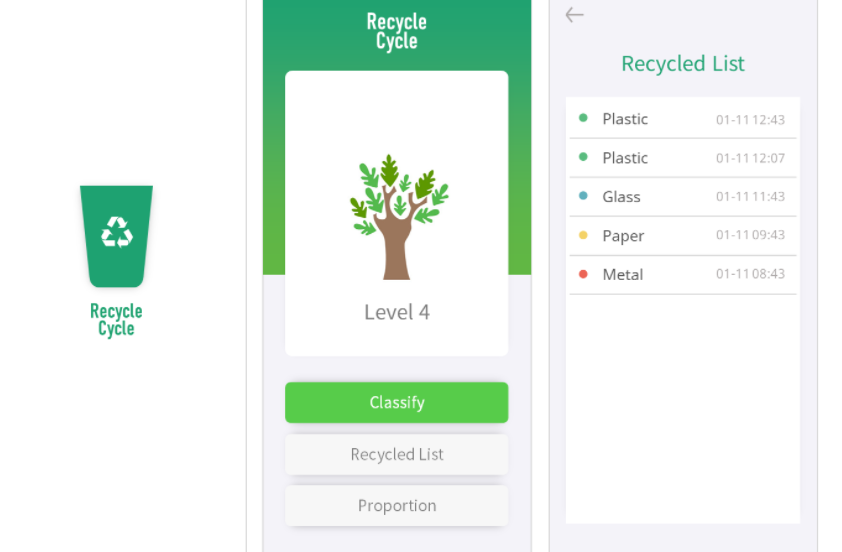 Recycle
Cycle
Recycle
Cycle
Level 4
Classify
Recycled List
Proportion
Recycled List
Plastic 01-11 12:43
Plastic 01-11 12:07
Glass 01-11 11:43
Paper 01-11 09:43
Metal 01-11 08:43